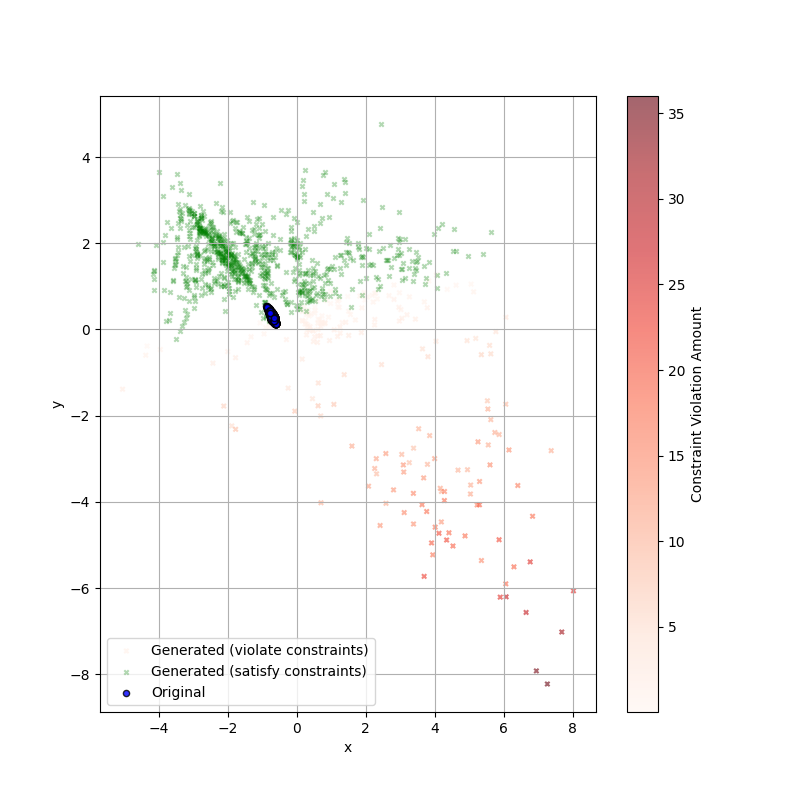 4
2
0
−2
−4
−6
−8
y
−4 −2 0 2 4 6 8
x
Generated (violate constraints)
Generated (satisfy constraints)
Original
35
30
25
20
15
10
5
Constraint Violation Amount